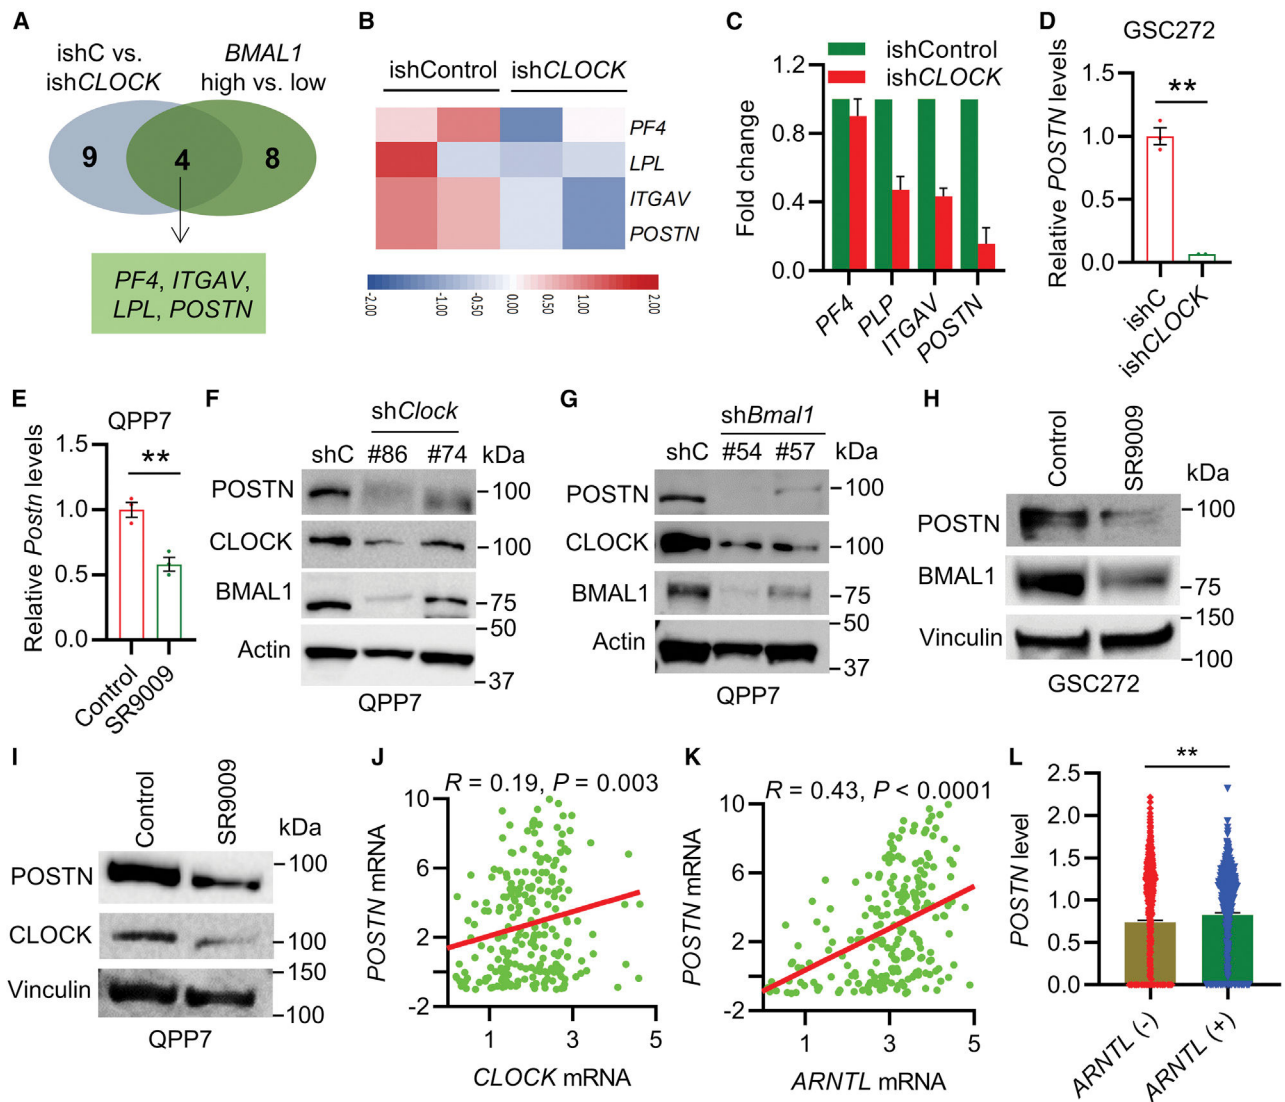 A
ishC vs.
ishCLOCK
BMAL1
high vs. low
9
4
8
PF4, ITGAV,
LPL, POSTN
B
ishControl
ishCLOCK
PF4
LPL
ITGAV
POSTN
-2.00
-1.00
-0.50
0.00
0.50
1.00
2.00
C
ishControl
ishCLOCK
Fold change
1.2
0.8
0.4
0.0
PF4
PLP
ITGAV
POSTN
D
GSC272
Relative POSTN levels
1.5
1.0
0.5
0.0
**
ishC
ishCLOCK
E
QPP7
Relative Postn levels
1.5
1.0
0.5
0.0
**
Control
SR9009
F
shClock
shC #86 #74 kDa
POSTN
100
CLOCK
100
BMAL1
75
50
Actin
37
QPP7
G
shBmal1
shC #54 #57 kDa
POSTN
100
CLOCK
100
BMAL1
75
50
Actin
37
QPP7
H
Control
SR9009
kDa
POSTN
100
BMAL1
75
150
Vinculin
100
GSC272
I
Control
SR9009
kDa
POSTN
100
CLOCK
100
150
Vinculin
100
QPP7
J
R = 0.19, P = 0.003
POSTN mRNA
10
6
2
-2
1 3 5
CLOCK mRNA
K
R = 0.43, P < 0.0001
POSTN mRNA
10
6
2
-2
1 3 5
ARNTL mRNA
L
**
POSTN level
2.5
2.0
1.5
1.0
0.5
0.0
ARNTL (-)
ARNTL (+)